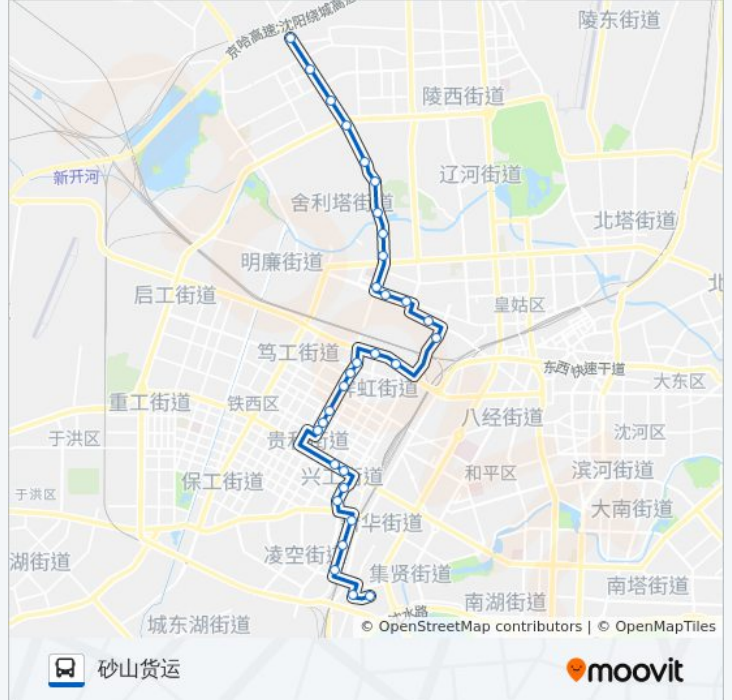 京哈高速;沈阳绕城高速
陵东街道
陵西街道
新开河
辽河街道
舍利塔街道
北塔街道
明廉街道
启工街道
皇姑区
笃工街道
东西快速干道
大东区
重工街道
铁西区
八经街道
于洪区
沈河区
贵和街道
兴工街道
和平区
滨河街道
保工街道
于洪区
大南街道
华街道
湖街道
凌空街道
集贤街道
南塔街道
南湖街道
城东湖街道
© OpenStreetMap contributors | © OpenMapTiles
砂山货运
moovit